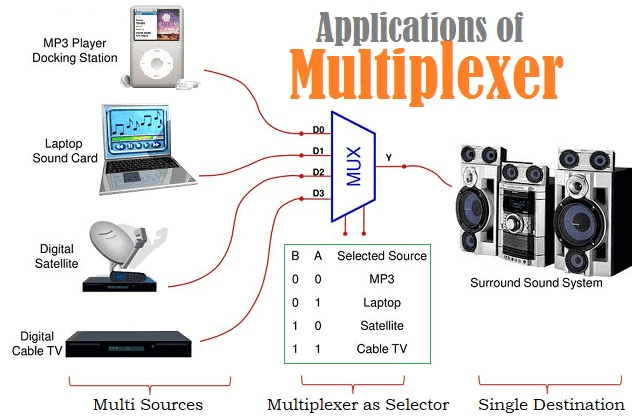 Applications of
Multiplexer
MP3 Player
Docking Station
Laptop
Sound Card
Digital
Satellite
Digital
Cable TV
D0
D1
D2
D3
MUX
Y
B A Selected Source
0 0 MP3
0 1 Laptop
1 0 Satellite
1 1 Cable TV
Surround Sound System
Multi Sources
Multiplexer as Selector
Single Destination